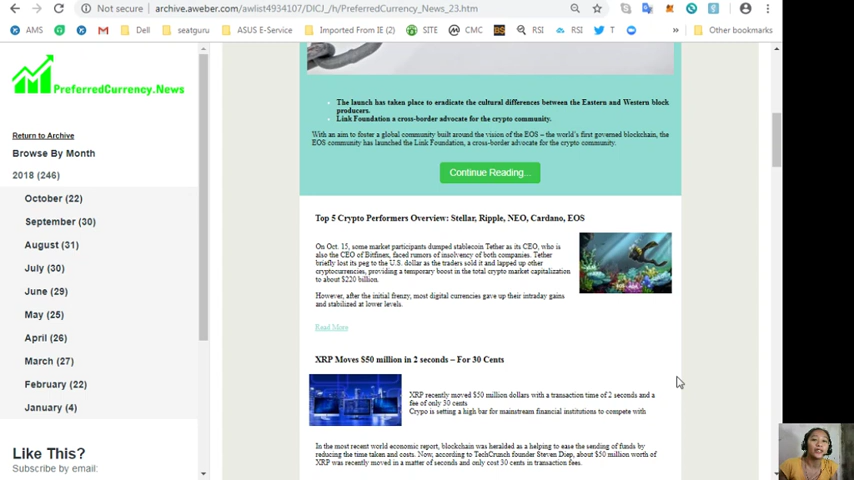 Not secure
archive.aweber.com/awlist4934107/DICJ_/h/PreferredCurrency_News_23.htm
AMS
Dell
seatguru
ASUS E-Service
Imported From IE (2)
SITE
CMC
RSI
RSI
T
»
Other bookmarks
PreferredCurrency.News
Return to Archive
Browse By Month
2018 (246)
October (22)
September (30)
August (31)
July (30)
June (29)
May (25)
April (26)
March (27)
February (22)
January (4)
Like This?
Subscribe by email:
The launch has taken place to eradicate the cultural differences between the Eastern and Western block
producers.
Link Foundation a cross-border advocate for the crypto community.
With an aim to foster a global community built around the vision of the EOS – the world's first governed blockchain, the
EOS community has launched the Link Foundation, a cross-border advocate for the crypto community.
Continue Reading...
Top 5 Crypto Performers Overview: Stellar, Ripple, NEO, Cardano, EOS
On Oct. 15, some market participants dumped stablecoin Tether as its CEO, who is
also the CEO of Bitfinex, faced rumors of insolvency of both companies. Tether
briefly lost its peg to the U.S. dollar as the traders sold it and lapped up other
cryptocurrencies, providing a temporary boost in the total crypto market capitalization
to about $220 billion.
However, after the initial frenzy, most digital currencies gave up their intraday gains
and stabilized at lower levels.
Read More
XRP Moves $50 million in 2 seconds – For 30 Cents
XRP recently moved $50 million dollars with a transaction time of 2 seconds and a
fee of only 30 cents
Crypo is setting a high bar for mainstream financial institutions to compete with
In the most recent world economic report, blockchain was heralded as a helping to ease the sending of funds by
reducing the time taken and costs. Now, according to TechCrunch founder Steven Diep, about $50 million worth of
XRP was recently moved in a matter of seconds and only cost 30 cents in transaction fees.